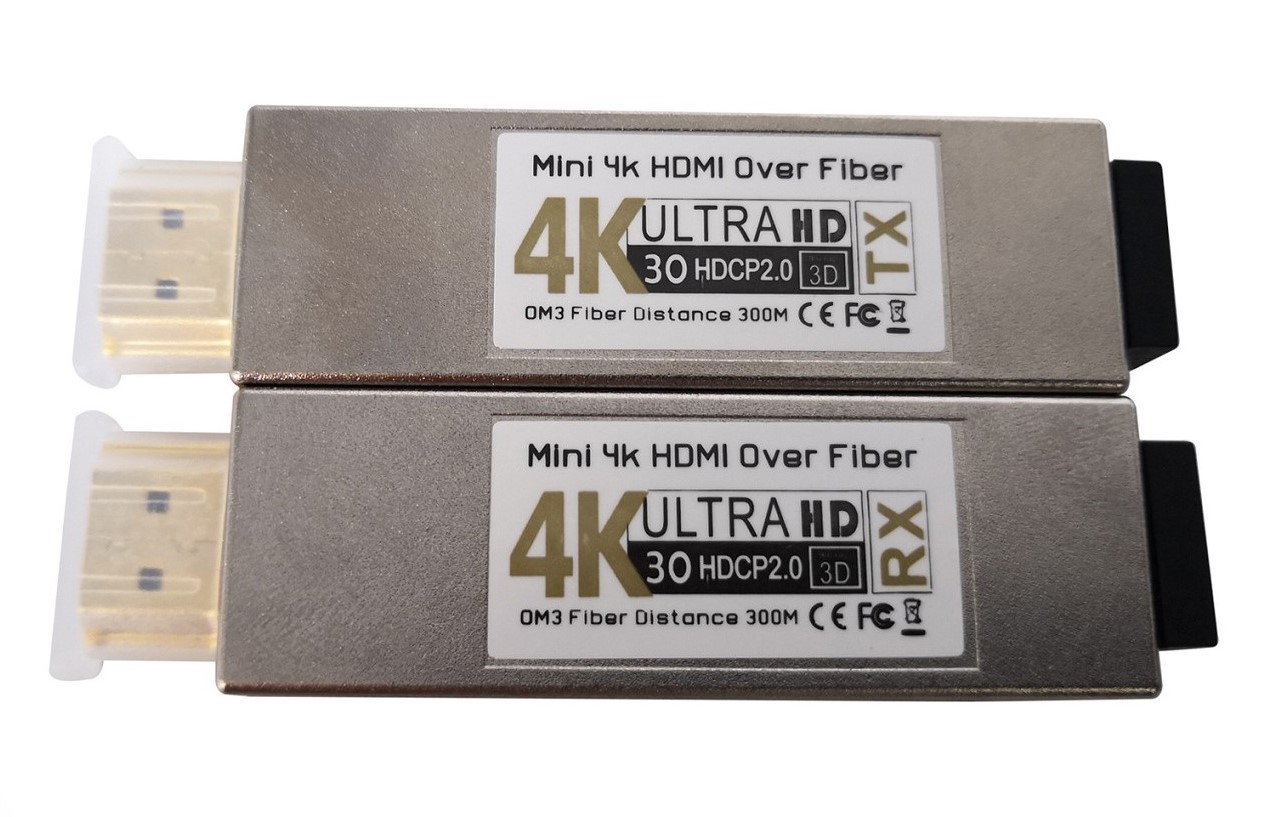 Mini 4k HDMI Over Fiber
4K ULTRA HD TX
30 HDCP2.0 3D
OM3 Fiber Distance 300M CE FC
Mini 4k HDMI Over Fiber
4K ULTRA HD RX
30 HDCP2.0 3D
OM3 Fiber Distance 300M CE FC